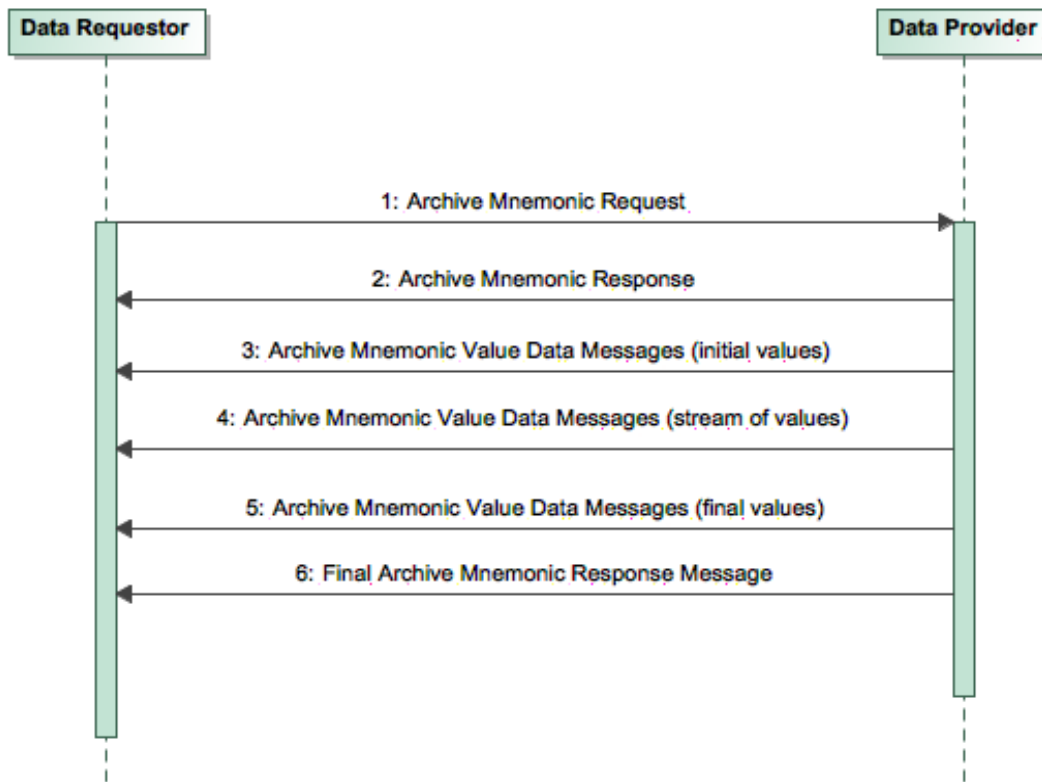 Data Requestor
Data Provider
1: Archive Mnemonic Request
2: Archive Mnemonic Response
3: Archive Mnemonic Value Data Messages (initial values)
4: Archive Mnemonic Value Data Messages (stream of values)
5: Archive Mnemonic Value Data Messages (final values)
6: Final Archive Mnemonic Response Message